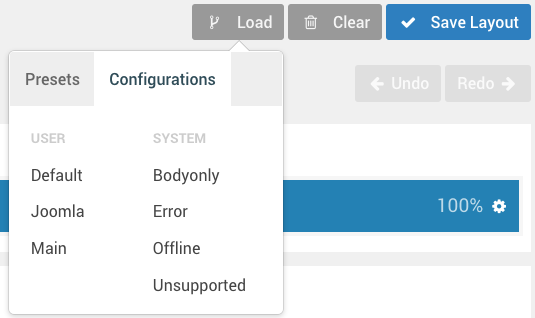 Load Clear Save Layout
Presets Configurations
Undo Redo
USER SYSTEM
Default Bodyonly
Joomla Error
100%
Main Offline
Unsupported